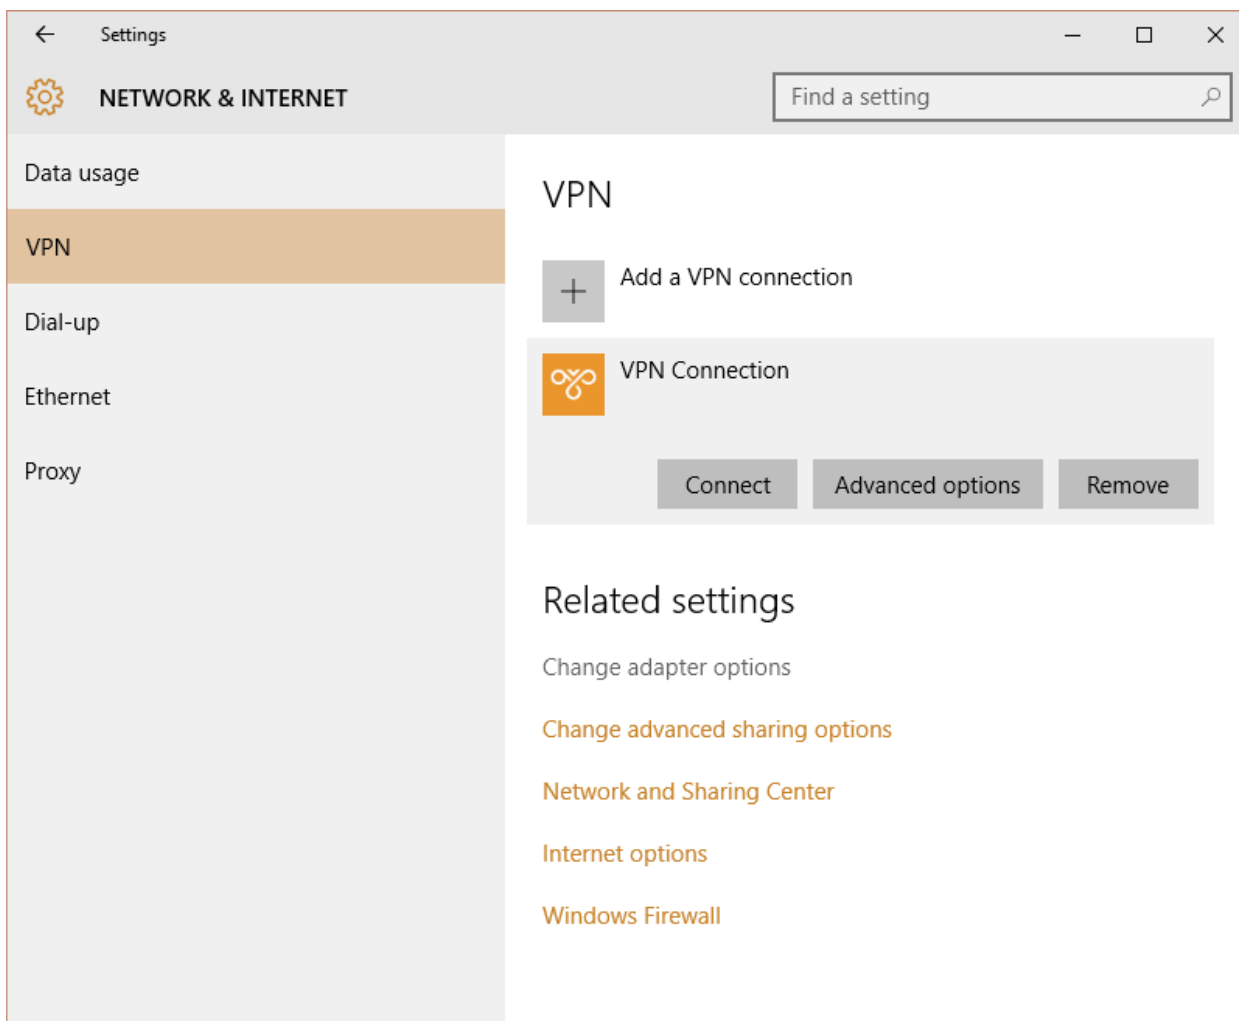 Settings
NETWORK & INTERNET
Find a setting
Data usage
VPN
Dial-up
Ethernet
Proxy
VPN
Add a VPN connection
VPN Connection
Connect
Advanced options
Remove
Related settings
Change adapter options
Change advanced sharing options
Network and Sharing Center
Internet options
Windows Firewall